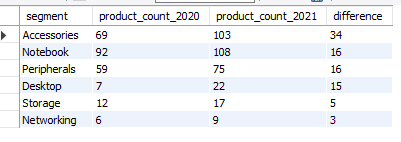 segment product_count_2020 product_count_2021 difference
Accessories 69 103 34
Notebook 92 108 16
Peripherals 59 75 16
Desktop 7 22 15
Storage 12 17 5
Networking 6 9 3